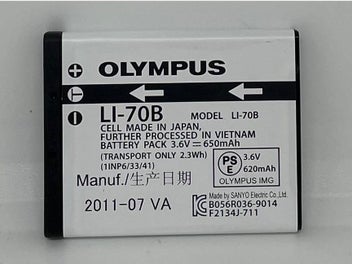 OLYMPUS
LI-70B MODEL LI-70B
CELL MADE IN JAPAN,
FURTHER PROCESSED IN VIETNAM
BATTERY PACK 3.6V ⎓ 650mAh
(TRANSPORT ONLY 2.3Wh)
(1INP6/33/41)
PS
E
3.6V
620mAh
OLYMPUS IMG
Manuf./生产日期
2011-07 VA
Made by SANYO Electric Co.,Ltd
B056R036-9014
F2134J-711